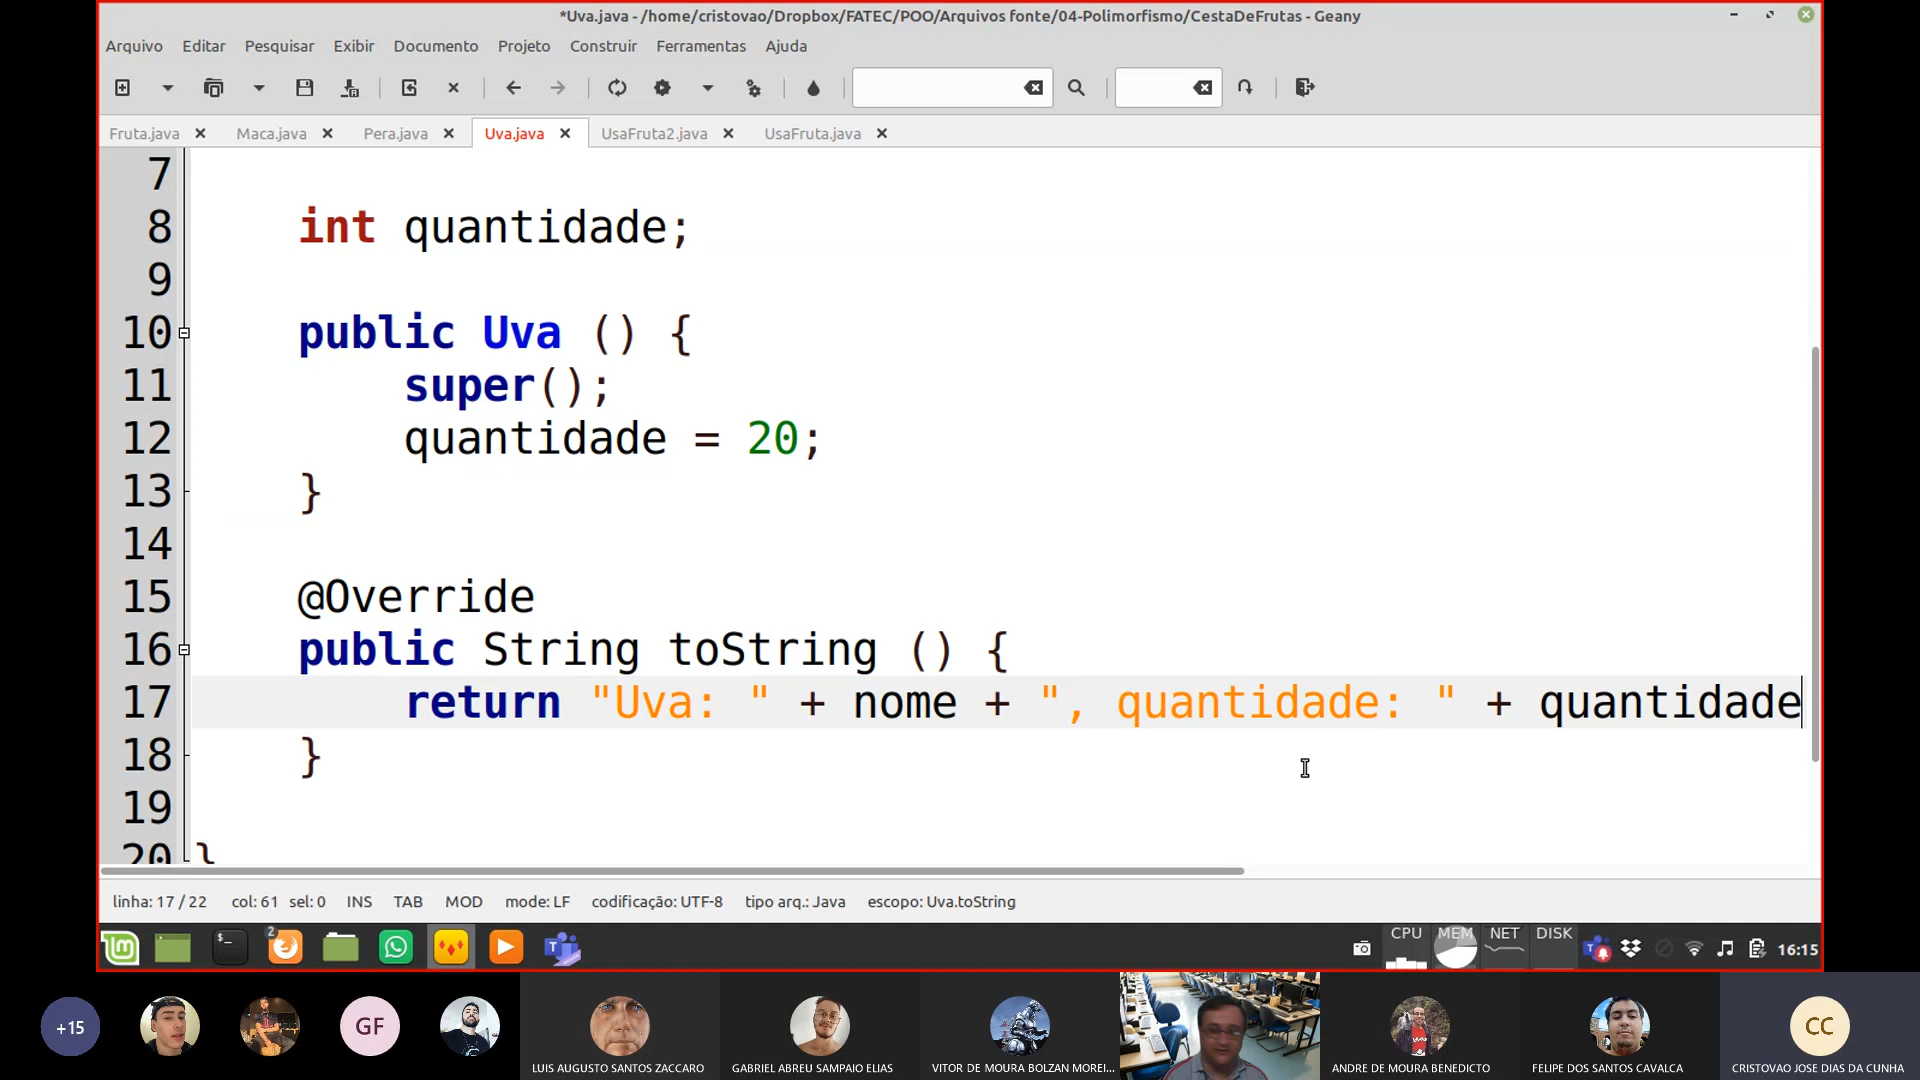 *Uva.java - /home/cristovao/Dropbox/FATEC/POO/Arquivos fonte/04-Polimorfismo/CestaDeFrutas - Geany
Arquivo Editar Pesquisar Exibir Documento Projeto Construir Ferramentas Ajuda
Fruta.java Maca.java Pera.java Uva.java UsaFruta2.java UsaFruta.java
7
8 int quantidade;
9
10 public Uva () {
11 super();
12 quantidade = 20;
13 }
14
15 @Override
16 public String toString () {
17 return "Uva: " + nome + ", quantidade: " + quantidade
18 }
19
20 }
linha: 17 / 22 col: 61 sel: 0 INS TAB MOD mode: LF codificação: UTF-8 tipo arq.: Java escopo: Uva.toString
2 CPU MEM NET DISK 16:15
+15 GF CC
LUIS AUGUSTO SANTOS ZACCARO GABRIEL ABREU SAMPAIO ELIAS VITOR DE MOURA BOLZAN MOREI... ANDRE DE MOURA BENEDICTO FELIPE DOS SANTOS CAVALCA CRISTOVAO JOSE DIAS DA CUNHA